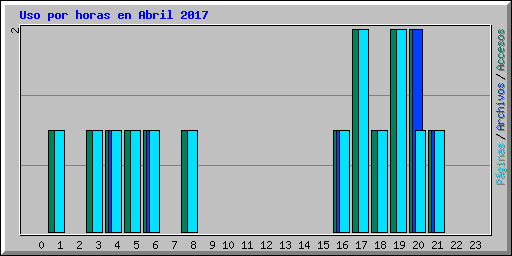 Uso por horas en Abril 2017
2
Páginas / Archivos / Accesos
0 1 2 3 4 5 6 7 8 9 10 11 12 13 14 15 16 17 18 19 20 21 22 23